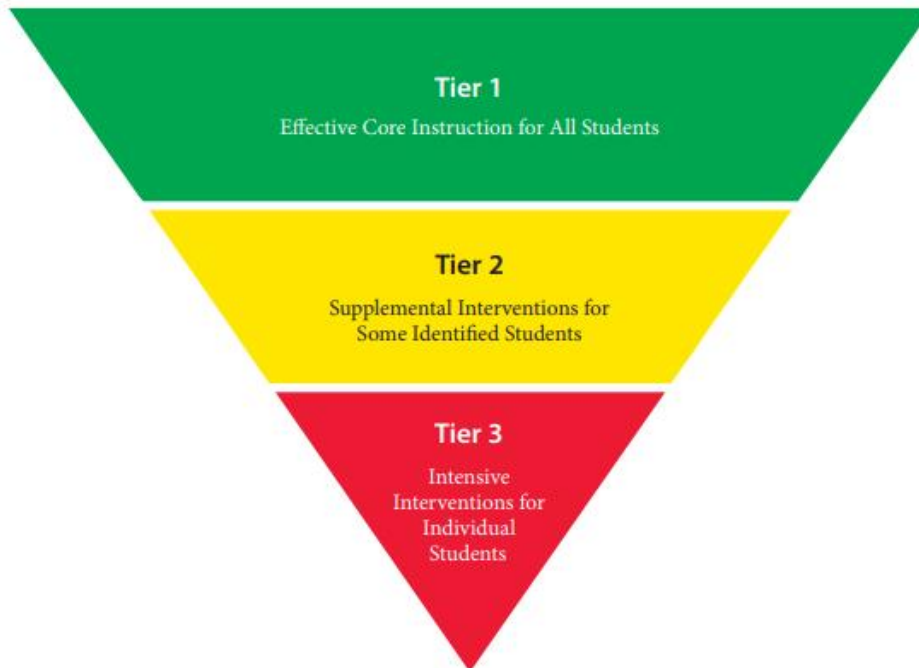 Tier 1
Effective Core Instruction for All Students
Tier 2
Supplemental Interventions for
Some Identified Students
Tier 3
Intensive
Interventions for
Individual
Students